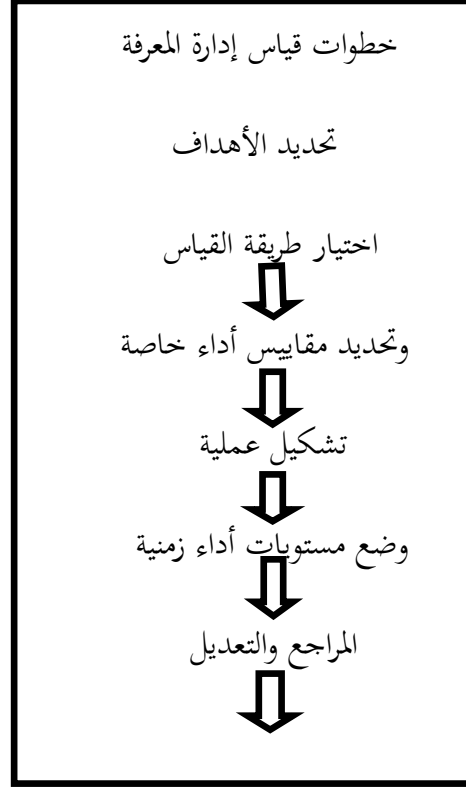 خطوات قياس إدارة المعرفة
تحديد الأهداف
اختيار طريقة القياس
وتحديد مقاييس أداء خاصة
تشكيل عملية
وضع مستويات أداء زمنية
المراجع والتعديل